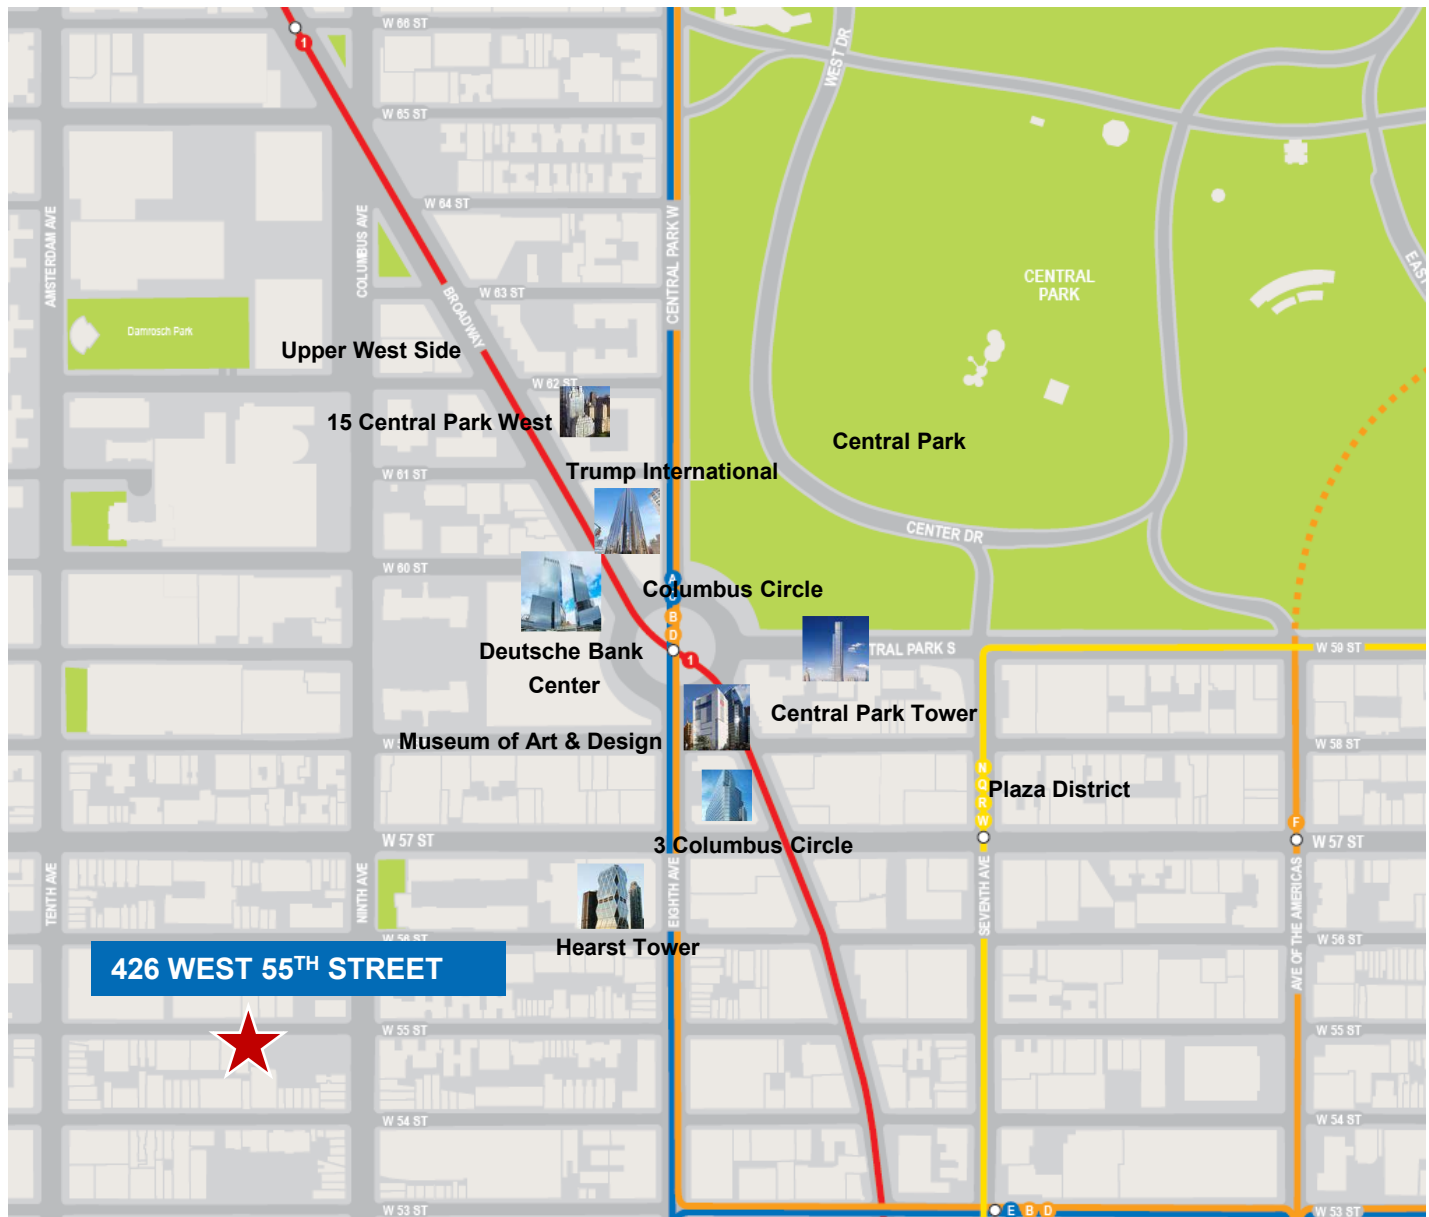 W 66 ST
1
WEST DR
W 65 ST
W 64 ST
AMSTERDAM AVE
COLUMBUS AVE
CENTRAL PARK W
EAST
CENTRAL
PARK
W 63 ST
BROADWAY
Damrosch Park
Upper West Side
W 62 ST
15 Central Park West
Central Park
Trump International
W 61 ST
CENTER DR
W 60 ST
A
C
Columbus Circle
B
D
Deutsche Bank
Center
1
TRAL PARK S
W 59 ST
Central Park Tower
Museum of Art & Design
W 58 ST
N
Q
R
W
Plaza District
F
W 57 ST
3 Columbus Circle
W 57 ST
TENTH AVE
NINTH AVE
EIGHTH AVE
SEVENTH AVE
AVE OF THE AMERICAS
W 56 ST
Hearst Tower
W 56 ST
426 WEST 55TH STREET
W 55 ST
W 55 ST
W 54 ST
W 54 ST
W 53 ST
E B D
W 53 ST